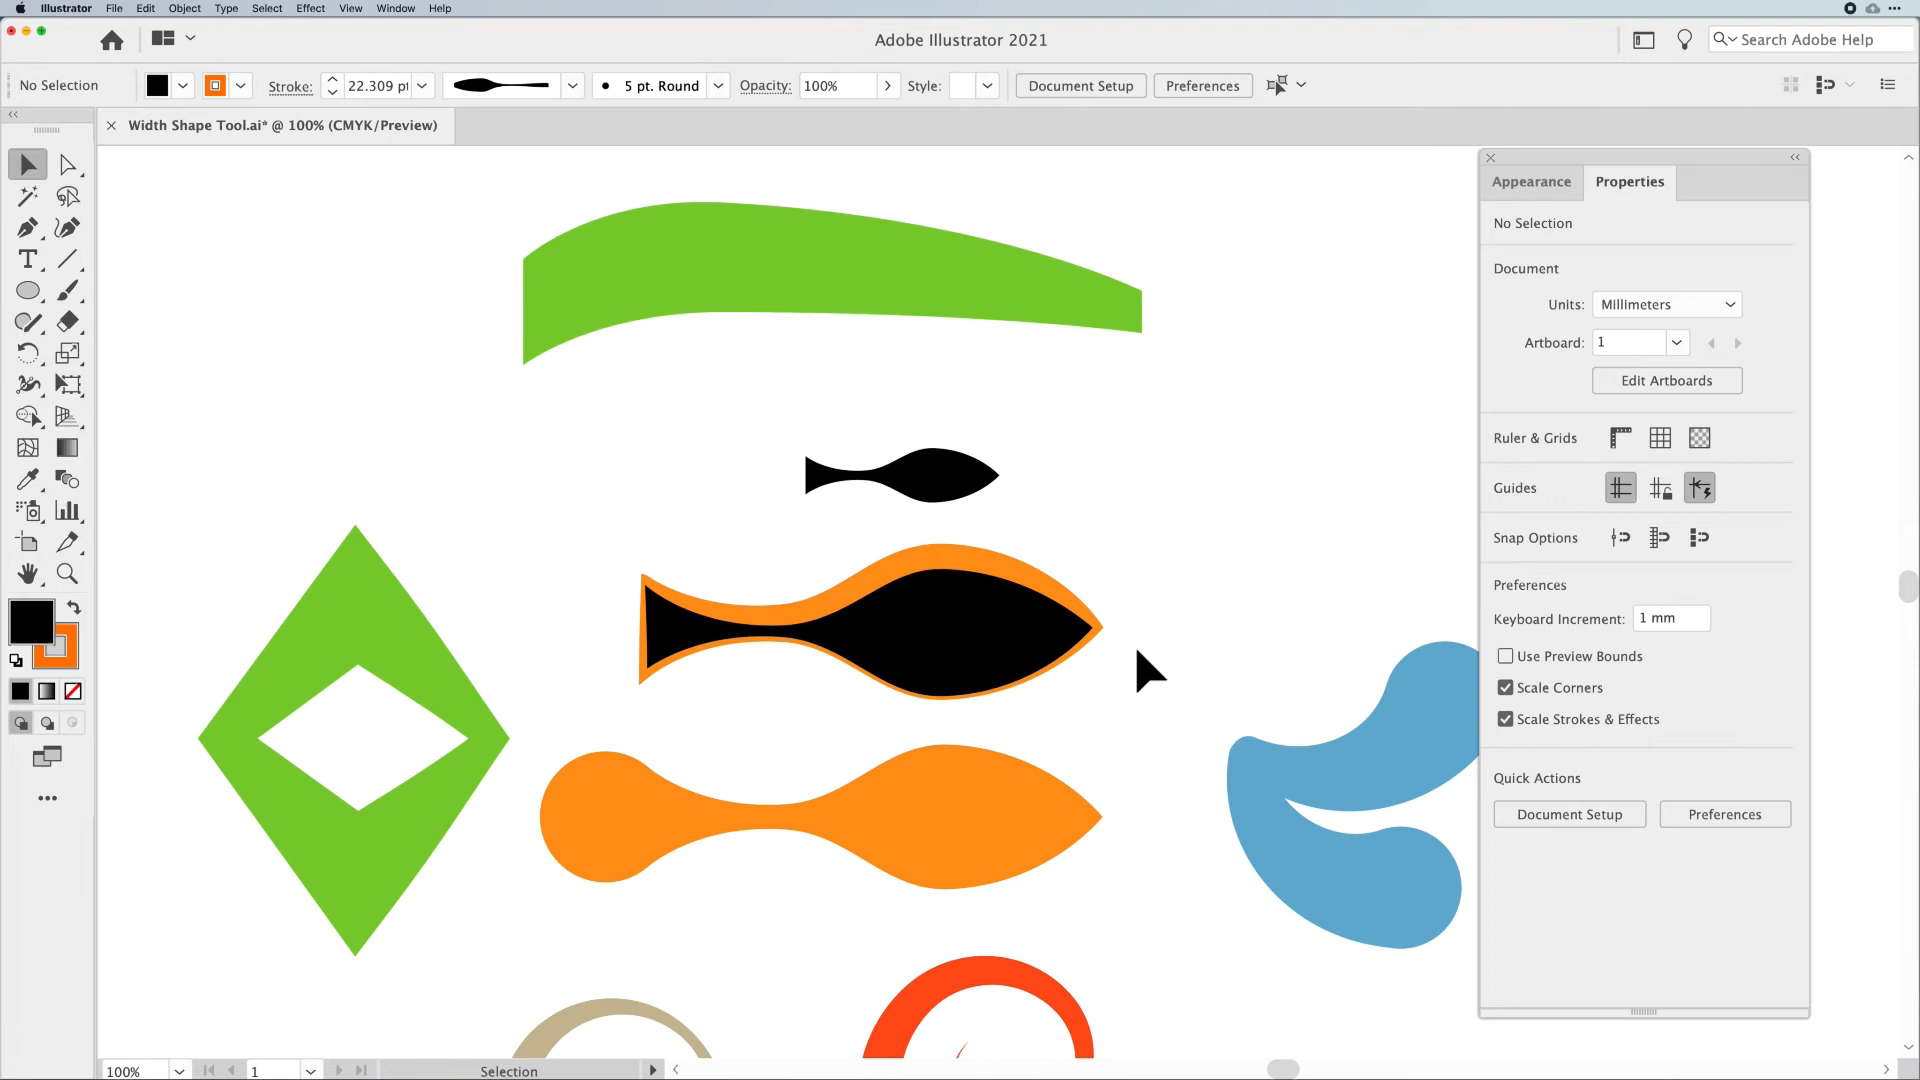 Illustrator File Edit Object Type Select Effect View Window Help
Adobe Illustrator 2021
Search Adobe Help
No Selection
Stroke: 22.309 pt
5 pt. Round
Opacity: 100%
Style:
Document Setup
Preferences
Width Shape Tool.ai* @ 100% (CMYK/Preview)
Appearance
Properties
No Selection
Document
Units: Millimeters
Artboard: 1
Edit Artboards
Ruler & Grids
Guides
Snap Options
Preferences
Keyboard Increment: 1 mm
Use Preview Bounds
Scale Corners
Scale Strokes & Effects
Quick Actions
Document Setup
Preferences
100%
1
Selection